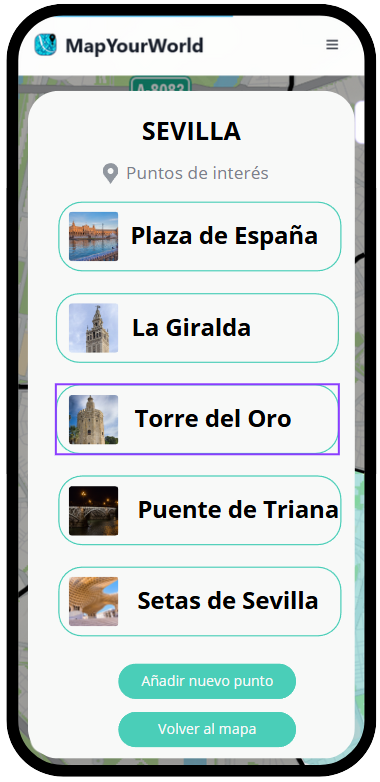 MapYourWorld
A-8082
SEVILLA
Puntos de interés
Plaza de España
La Giralda
Torre del Oro
Puente de Triana
Setas de Sevilla
Añadir nuevo punto
Volver al mapa